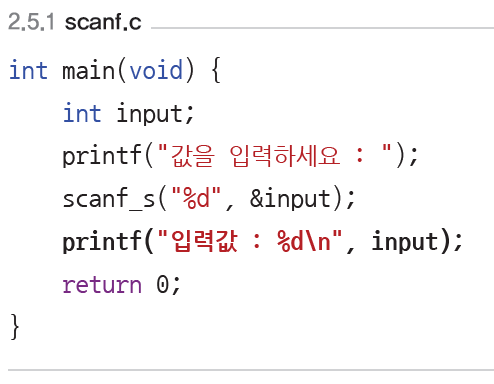 2.5.1 scanf.c
int main(void) {
    int input;
    printf("값을 입력하세요 : ");
    scanf_s("%d", &input);
    printf("입력값 : %d\n", input);
    return 0;
}